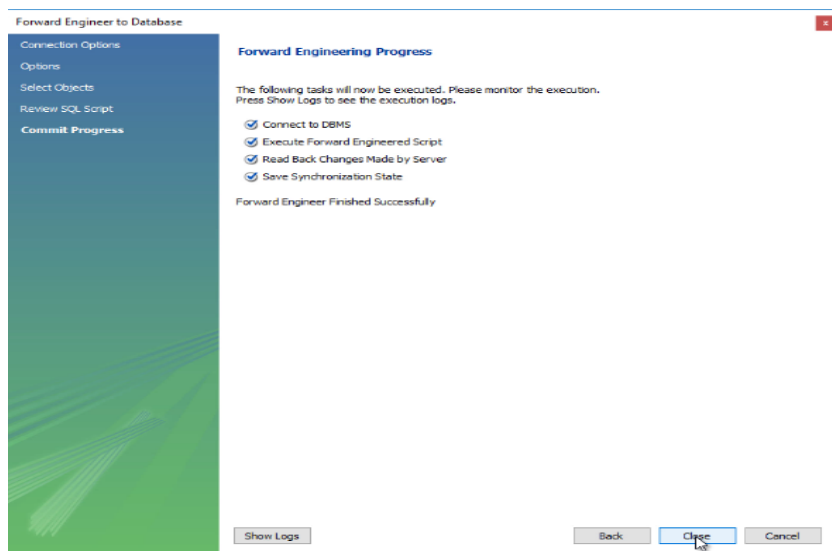 Forward Engineer to Database
Connection Options
Options
Select Objects
Review SQL Script
Commit Progress
Forward Engineering Progress
The following tasks will now be executed. Please monitor the execution.
Press Show Logs to see the execution logs.
Connect to DBMS
Execute Forward Engineered Script
Read Back Changes Made by Server
Save Synchronization State
Forward Engineer Finished Successfully
Show Logs
Back
Close
Cancel